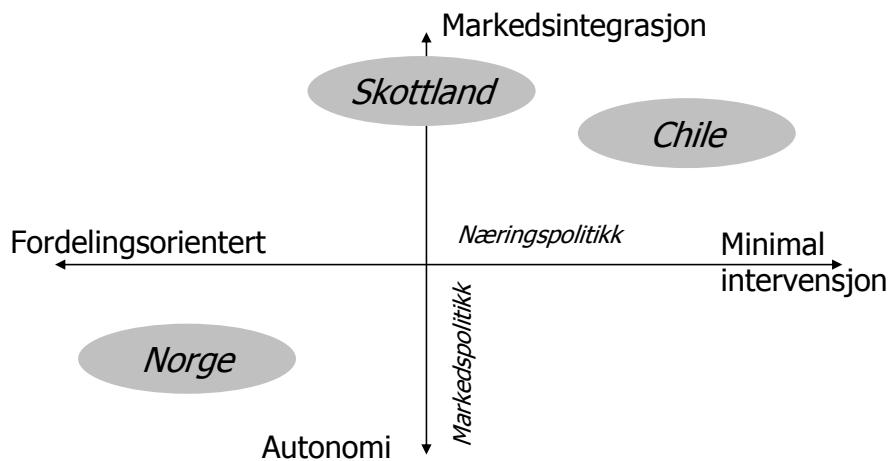 Markedsintegrasjon
Skottland
Chile
Fordelingsorientert
Næringspolitikk
Minimal
intervensjon
Markedspolitikk
Norge
Autonomi